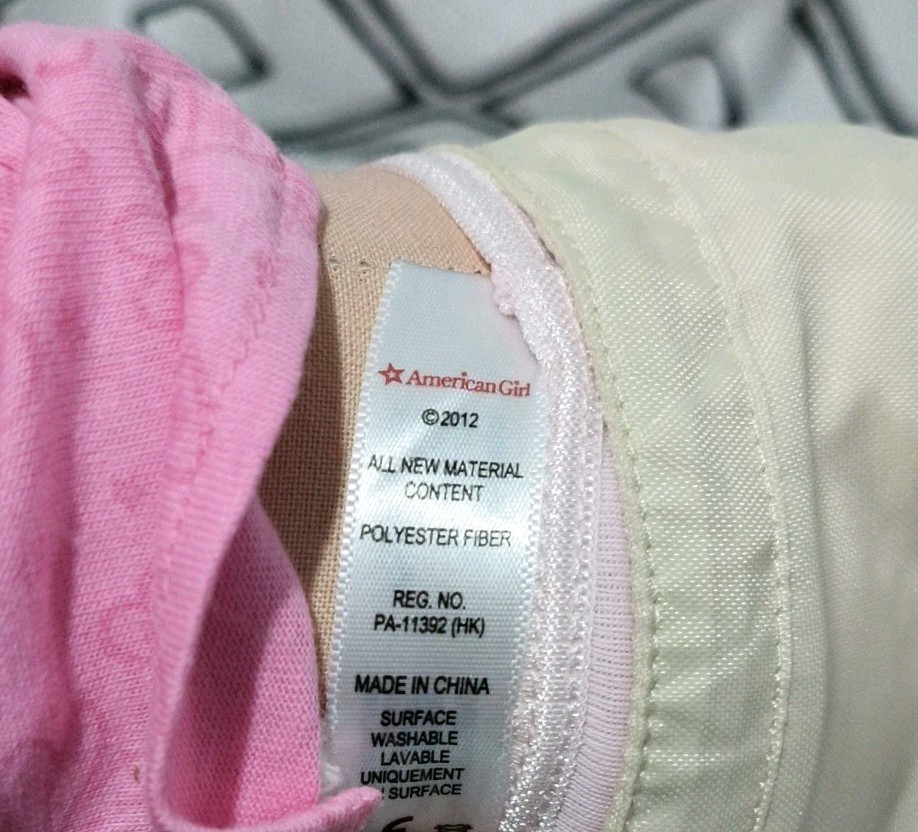 American Girl
©2012
ALL NEW MATERIAL
CONTENT
POLYESTER FIBER
REG. NO.
PA-11392 (HK)
MADE IN CHINA
SURFACE
WASHABLE
LAVABLE
UNIQUEMENT
SURFACE